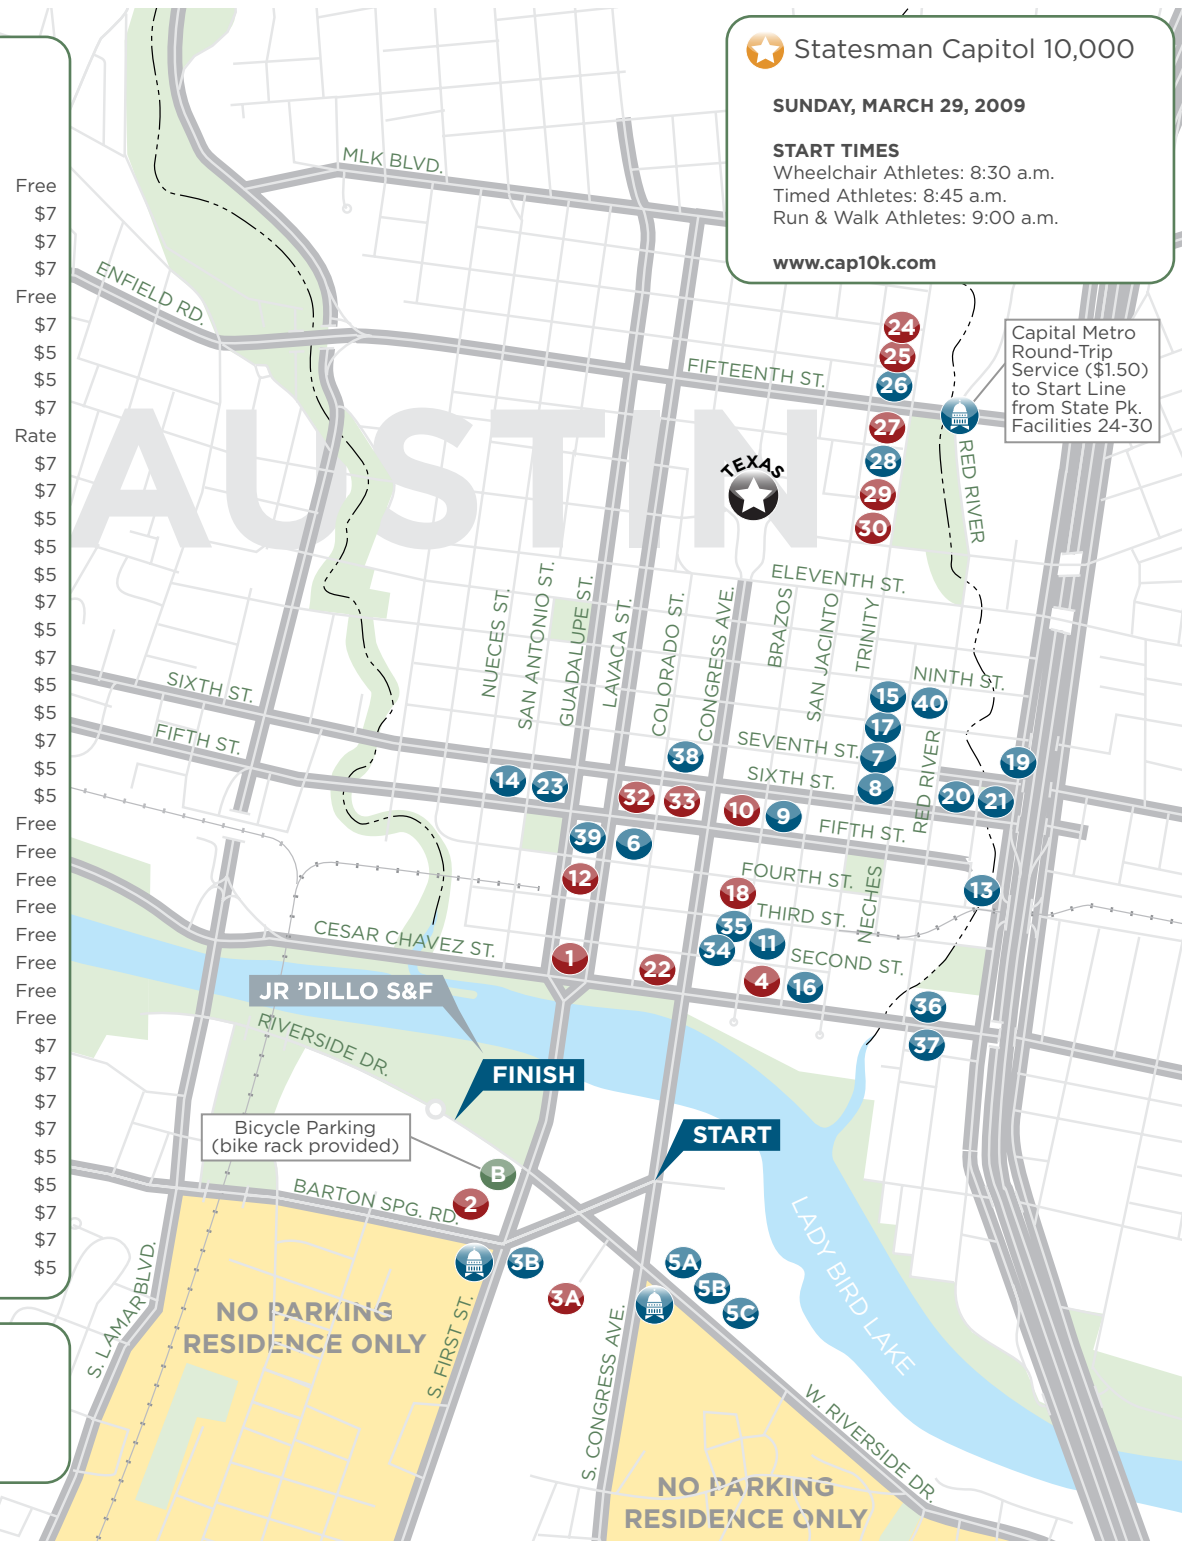 Statesman Capitol 10,000
SUNDAY, MARCH 29, 2009
START TIMES
Wheelchair Athletes: 8:30 a.m.
Timed Athletes: 8:45 a.m.
Run & Walk Athletes: 9:00 a.m.
www.cap10k.com
Free
$7
$7
$7
Free
$7
$5
$5
$7
Rate
$7
$7
$5
$5
$5
$7
$5
$7
$5
$5
$7
$5
$5
Free
Free
Free
Free
Free
Free
Free
Free
$7
$7
$7
$7
$5
$5
$7
$7
$5
MLK BLVD.
ENFIELD RD.
FIFTEENTH ST.
24
25
26
27
28
29
30
Capital Metro
Round-Trip
Service ($1.50)
to Start Line
from State Pk.
Facilities 24-30
RED RIVER
AUSTIN
TEXAS
ELEVENTH ST.
NUECES ST.
SAN ANTONIO ST.
GUADALUPE ST.
LAVACA ST.
COLORADO ST.
CONGRESS AVE.
BRAZOS
SAN JACINTO
TRINITY
NINTH ST.
SIXTH ST.
FIFTH ST.
15
40
17
SEVENTH ST.
7
38
19
SIXTH ST.
8
RED RIVER
14
23
32
33
10
9
20
21
FIFTH ST.
39
6
12
FOURTH ST.
18
NECHES
13
THIRD ST.
35
11
34
SECOND ST.
CESAR CHAVEZ ST.
1
22
4
16
36
37
JR ’DILLO S&F
RIVERSIDE DR.
FINISH
START
Bicycle Parking
(bike rack provided)
B
2
BARTON SPG. RD.
3B
3A
5A
5B
5C
LADY BIRD LAKE
S. LAMAR BLVD.
NO PARKING
RESIDENCE ONLY
S. FIRST ST.
S. CONGRESS AVE.
W. RIVERSIDE DR.
NO PARKING
RESIDENCE ONLY